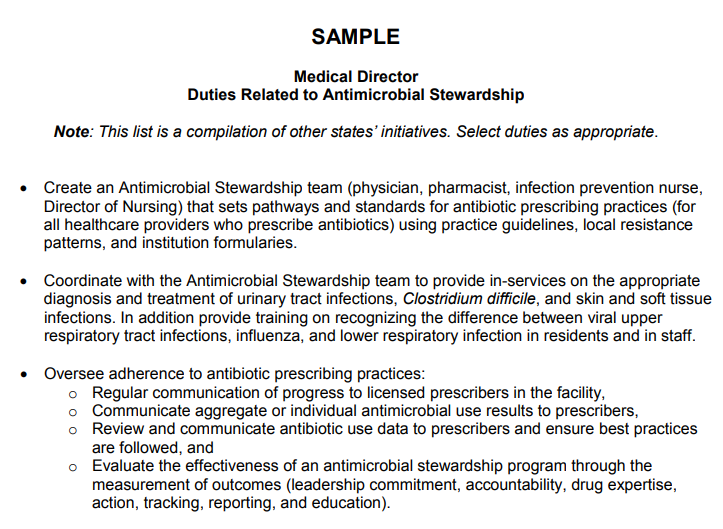 SAMPLE
Medical Director
Duties Related to Antimicrobial Stewardship
Note: This list is a compilation of other states' initiatives. Select duties as appropriate.
• Create an Antimicrobial Stewardship team (physician, pharmacist, infection prevention nurse,
Director of Nursing) that sets pathways and standards for antibiotic prescribing practices (for
all healthcare providers who prescribe antibiotics) using practice guidelines, local resistance
patterns, and institution formularies.
• Coordinate with the Antimicrobial Stewardship team to provide in-services on the appropriate
diagnosis and treatment of urinary tract infections, Clostridium difficile, and skin and soft tissue
infections. In addition provide training on recognizing the difference between viral upper
respiratory tract infections, influenza, and lower respiratory infection in residents and in staff.
• Oversee adherence to antibiotic prescribing practices:
o Regular communication of progress to licensed prescribers in the facility,
o Communicate aggregate or individual antimicrobial use results to prescribers,
o Review and communicate antibiotic use data to prescribers and ensure best practices
are followed, and
o Evaluate the effectiveness of an antimicrobial stewardship program through the
measurement of outcomes (leadership commitment, accountability, drug expertise,
action, tracking, reporting, and education).